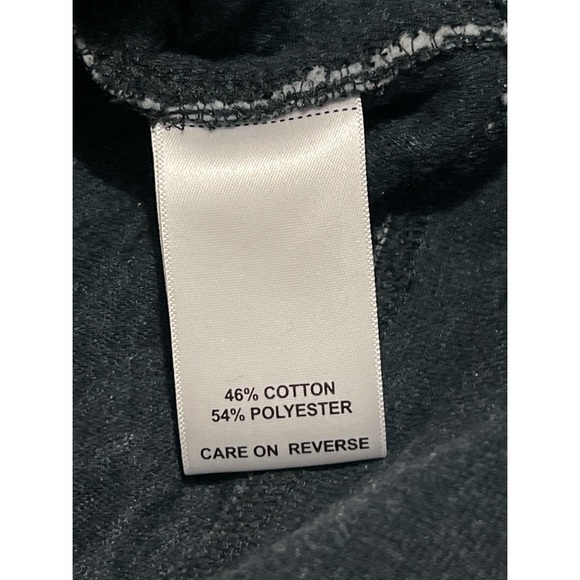 46% COTTON
54% POLYESTER
CARE ON REVERSE